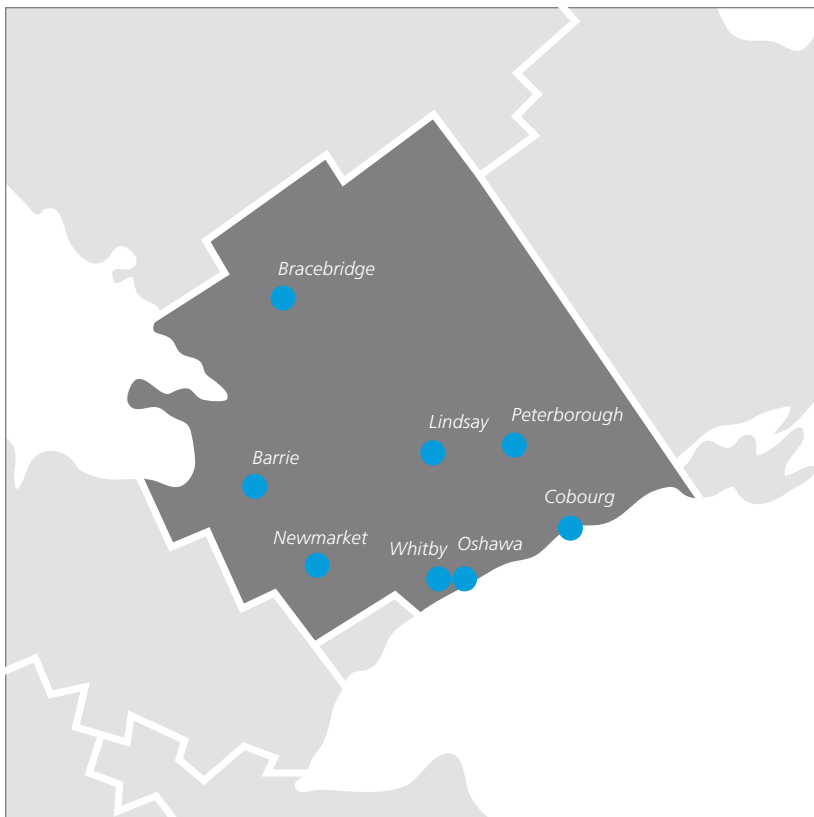 Bracebridge
Lindsay
Peterborough
Barrie
Cobourg
Newmarket
Whitby
Oshawa